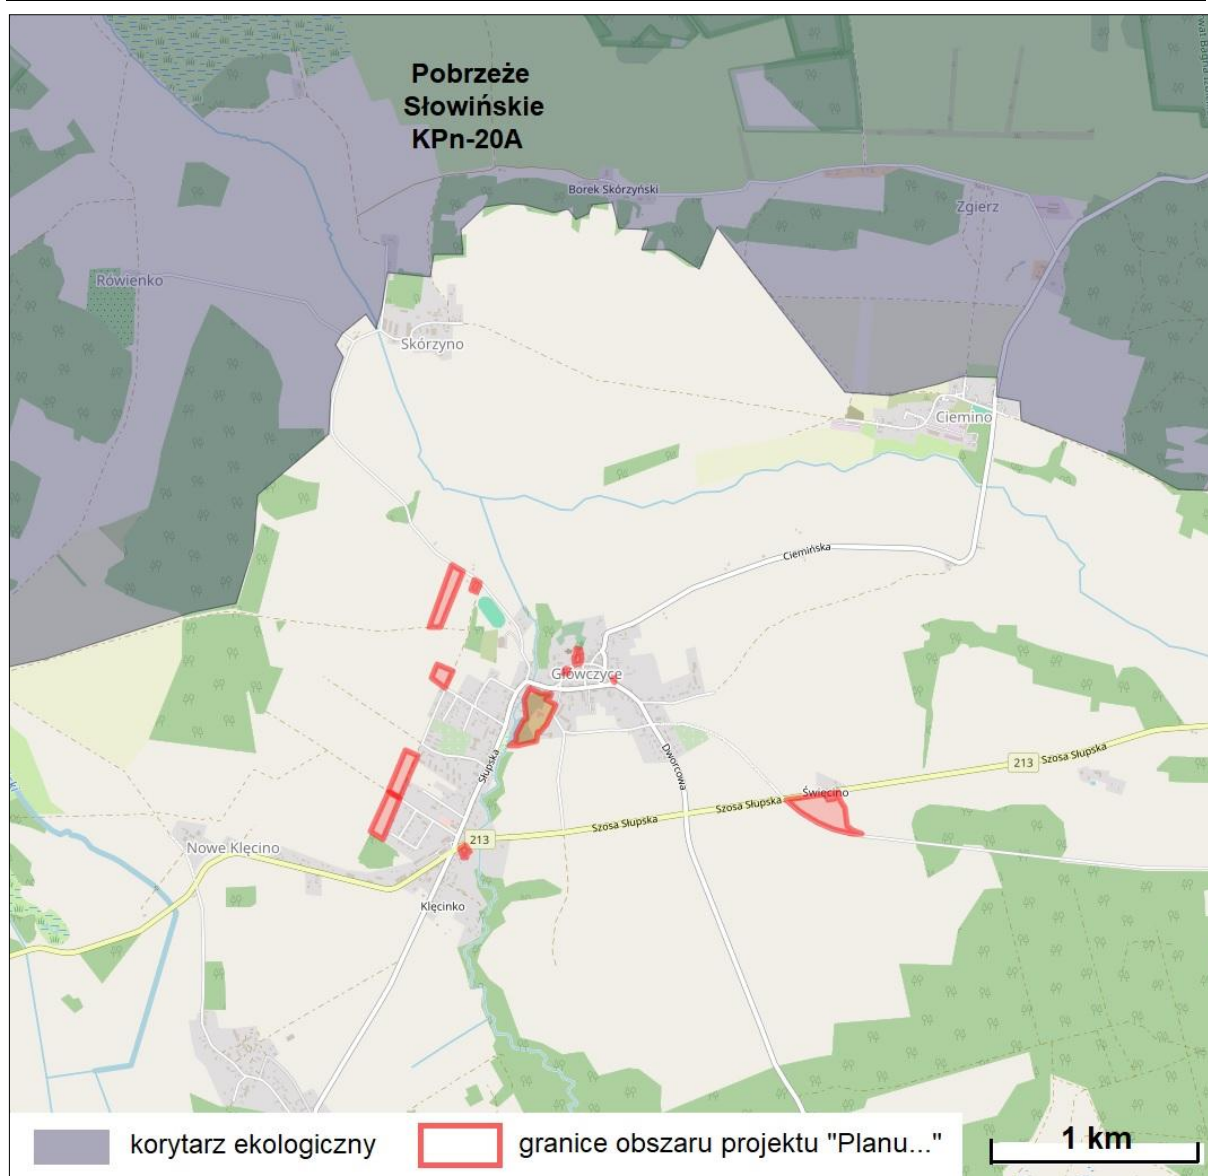 Pobrzeże
Słowińskie
KPn-20A
Borek Skórzyński
Zgierz
Rówienko
Skórzyno
Ciemino
Ciemińska
Główczyce
Słupska
Dworcowa
213
Szosa Słupska
Święcino
Szosa Słupska
213
Szosa Słupska
Nowe Klęcino
Klęcinko
korytarz ekologiczny
granice obszaru projektu "Planu..."
1 km